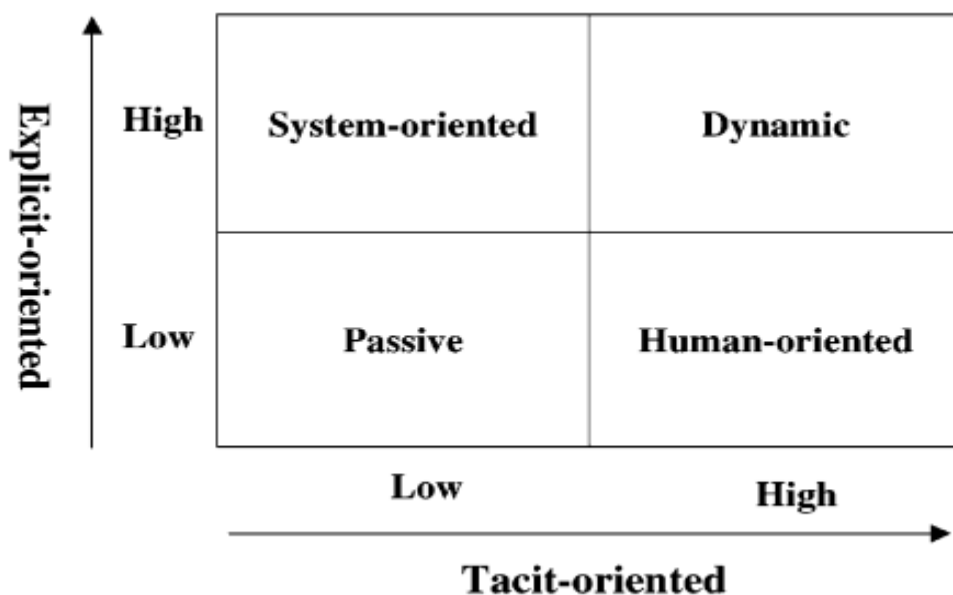 Explicit-oriented
High
System-oriented
Dynamic
Low
Passive
Human-oriented
Low
High
Tacit-oriented